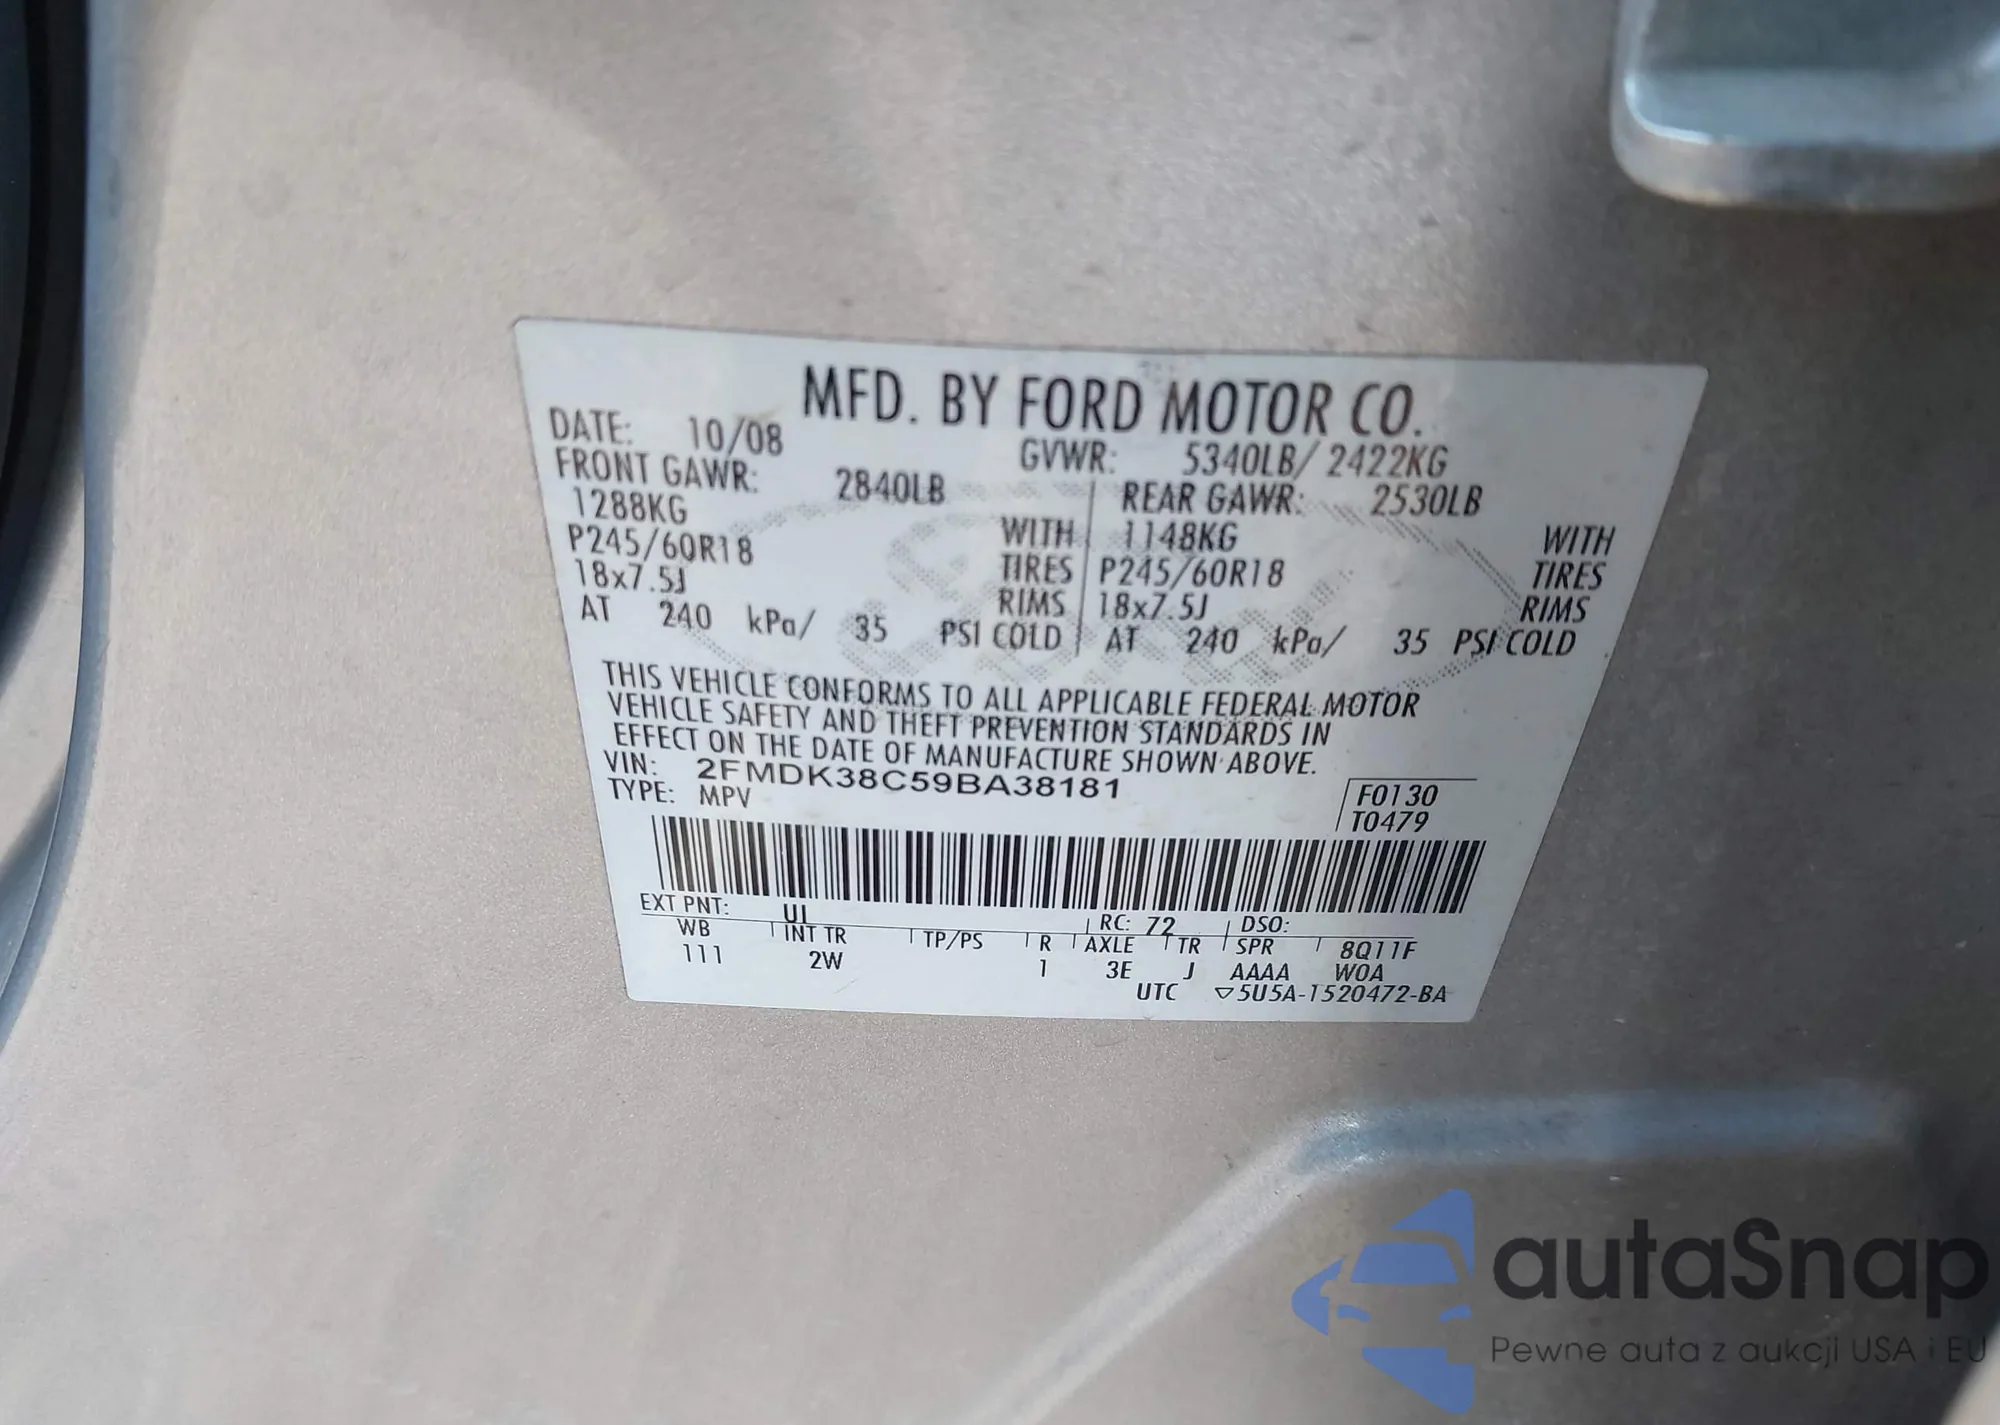 MFD. BY FORD MOTOR CO.
DATE: 10/08 GVWR: 5340LB/ 2422KG
FRONT GAWR: 2840LB REAR GAWR: 2530LB
1288KG WITH 1148KG WITH
P245/60R18 TIRES P245/60R18 TIRES
18x7.5J RIMS 18x7.5J RIMS
AT 240 kPa/ 35 PSI COLD AT 240 kPa/ 35 PSI COLD
THIS VEHICLE CONFORMS TO ALL APPLICABLE FEDERAL MOTOR
VEHICLE SAFETY AND THEFT PREVENTION STANDARDS IN
EFFECT ON THE DATE OF MANUFACTURE SHOWN ABOVE.
VIN: 2FMDK38C59BA38181
TYPE: MPV
F0130
T0479
EXT PNT: UJ RC: 72 DSO:
WB INT TR TP/PS R AXLE TR SPR 8Q11F
111 2W 1 3E J AAAA W0A
UTC ▽5U5A-1520472-BA
autaSnap
Pewne auta z aukcji USA i EU